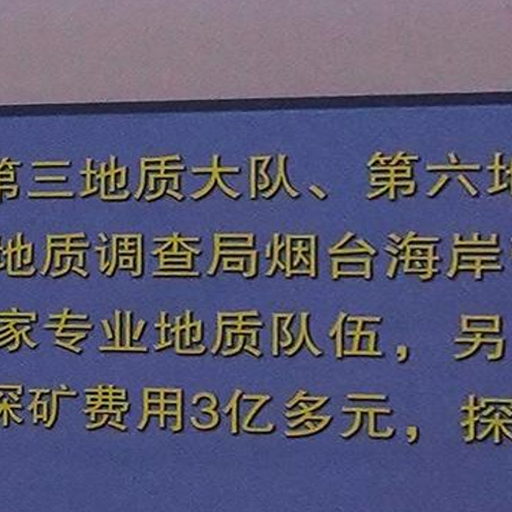 第三地质大队、第六地
地质调查局烟台海岸
家专业地质队伍，另
探矿费用3亿多元，探